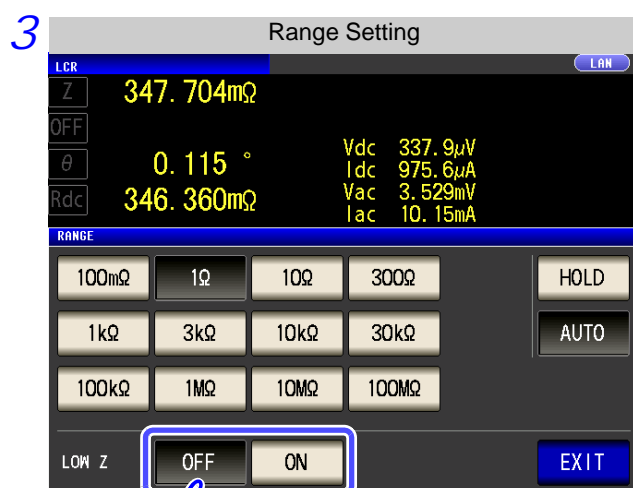 3
Range Setting
LCR
LAN
Z 347.704mΩ
OFF
θ 0.115 °
Rdc 346.360mΩ
Vdc 337.9μV
Idc 975.6μA
Vac 3.529mV
Iac 10.15mA
RANGE
100mΩ 1Ω 10Ω 300Ω HOLD
1kΩ 3kΩ 10kΩ 30kΩ AUTO
100kΩ 1MΩ 10MΩ 100MΩ
LOW Z OFF ON EXIT